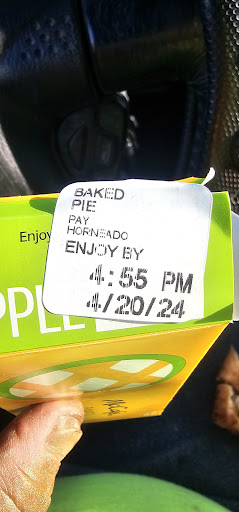 BAKED
PIE
PAY
HORNEADO
ENJOY BY
4:55 PM
4/20/24
Enjoy
PPLE